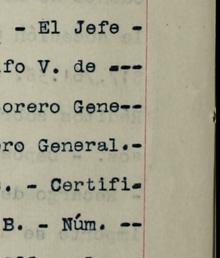 - El Jefe -
fo V. de ---
orero Gene--
ro General.-
. - Certifi-
B. - Núm. --